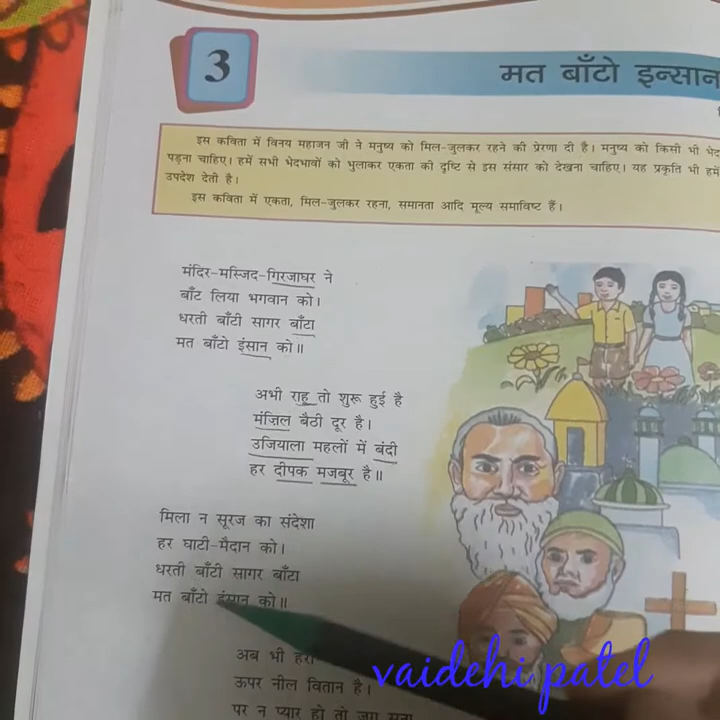 3
मत बाँटो इन्सान
इस कविता में विनय महाजन जी ने मनुष्य को मिल-जुलकर रहने की प्रेरणा दी है। मनुष्य को किसी भी भेद
पड़ना चाहिए। हमें सभी भेदभावों को भुलाकर एकता की दृष्टि से इस संसार को देखना चाहिए। यह प्रकृति भी हमें
उपदेश देती है।
इस कविता में एकता, मिल-जुलकर रहना, समानता आदि मूल्य समाविष्ट हैं।
मंदिर-मस्जिद-गिरजाघर ने
बाँट लिया भगवान को।
धरती बाँटी सागर बाँटा
मत बाँटो इंसान को॥
अभी राह तो शुरू हुई है
मंज़िल बैठी दूर है।
उजियाला महलों में बंदी
हर दीपक मजबूर है॥
मिला न सूरज का संदेशा
हर घाटी-मैदान को।
धरती बाँटी सागर बाँटा
मत बाँटो इंसान को॥
अब भी हरी
ऊपर नील वितान है।
पर न प्यार हो तो जग सूना
vaidehi patel